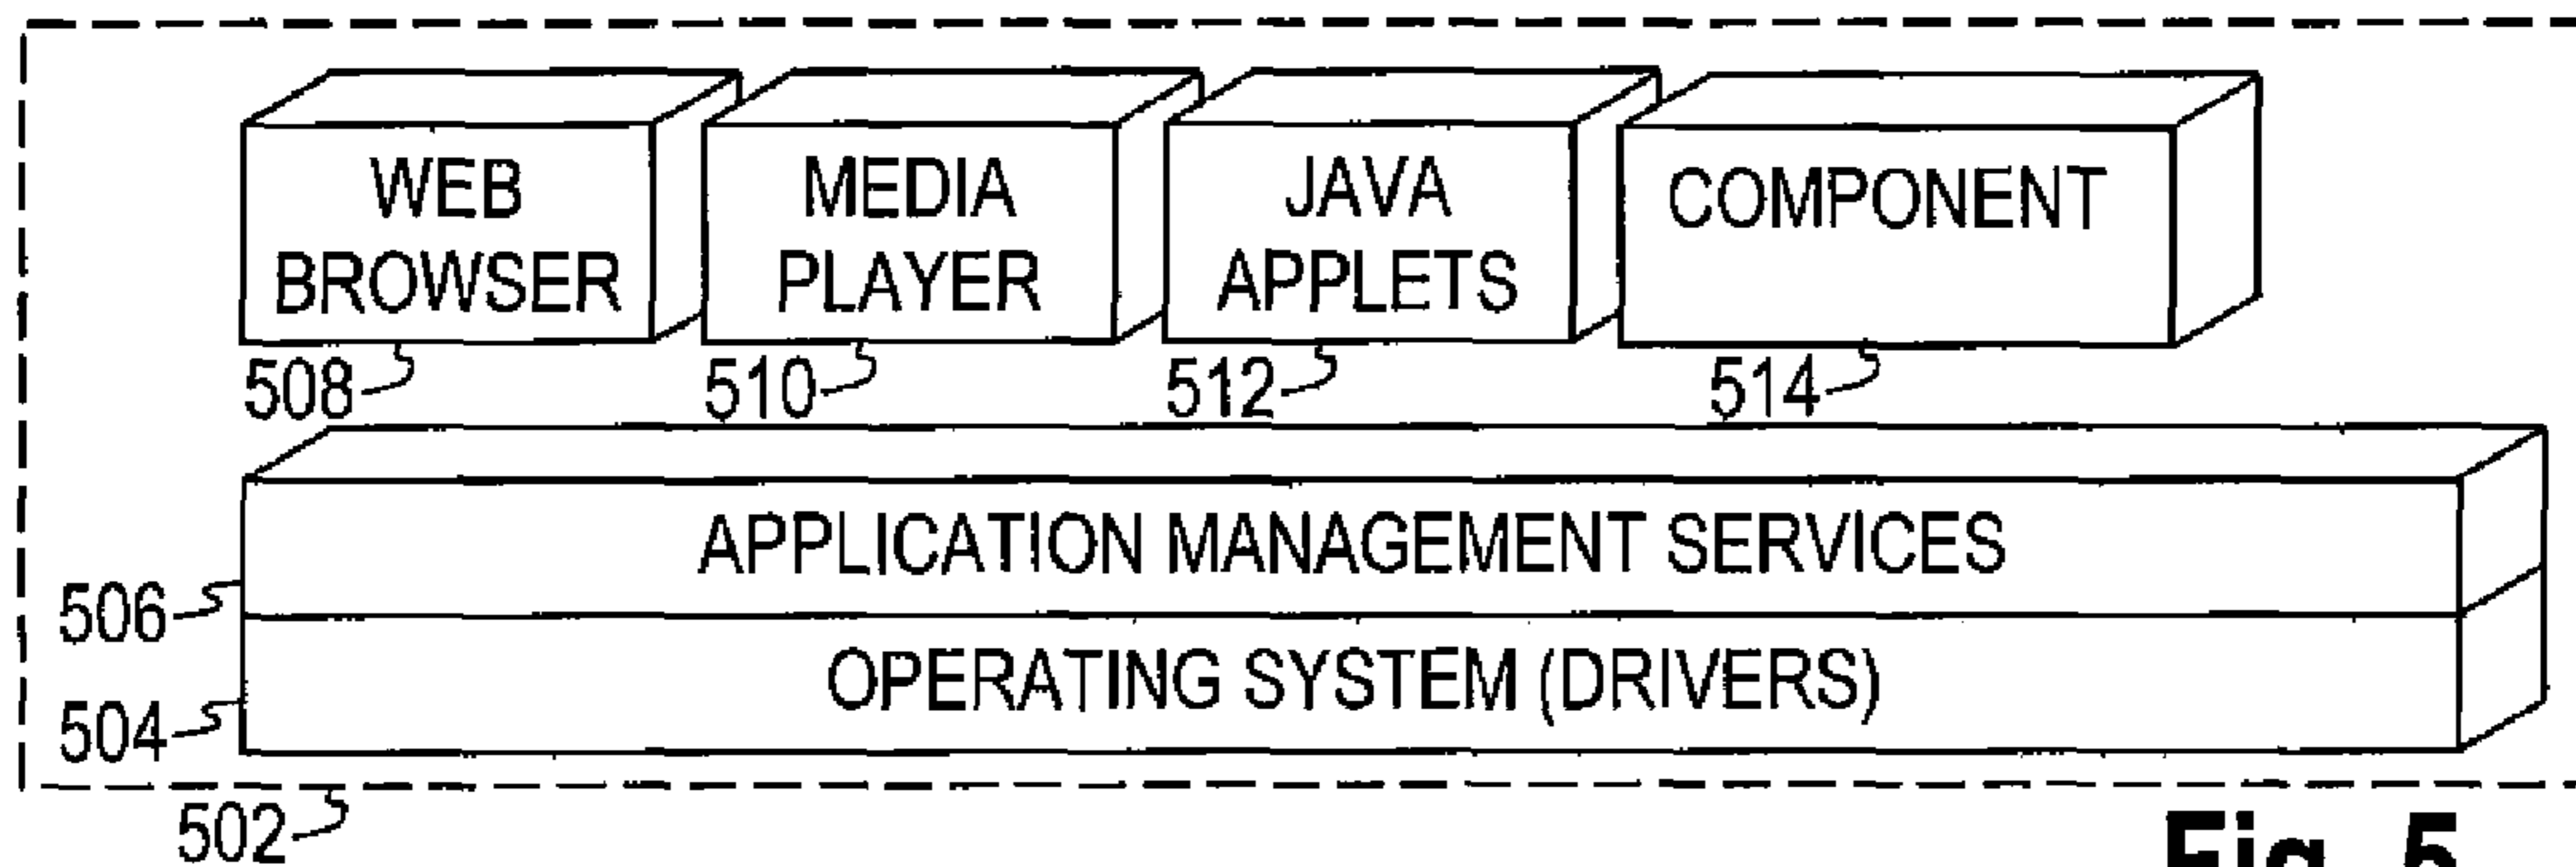 WEB
BROWSER
MEDIA
PLAYER
JAVA
APPLETS
COMPONENT
508
510
512
514
APPLICATION MANAGEMENT SERVICES
506
OPERATING SYSTEM (DRIVERS)
504
502
Fig. 5